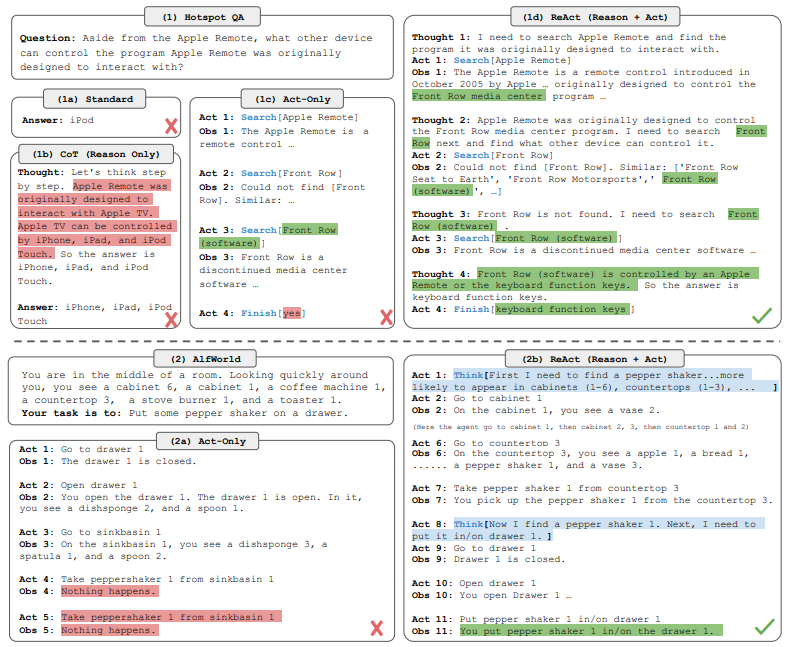 (1) Hotspot QA
Question: Aside from the Apple Remote, what other device
can control the program Apple Remote was originally
designed to interact with?
(1a) Standard
Answer: iPod
(1b) CoT (Reason Only)
Thought: Let's think step
by step. Apple Remote was
originally designed to
interact with Apple TV.
Apple TV can be controlled
by iPhone, iPad, and iPod
Touch. So the answer is
iPhone, iPad, and iPod
Touch.
Answer: iPhone, iPad, iPod
Touch
(1c) Act-Only
Act 1: Search[Apple Remote]
Obs 1: The Apple Remote is a
remote control …
Act 1: Search[Front Row]
Obs 2: Could not find [Front
Row]. Similar: …
Act 3: Search[Front Row
(software)]
Obs 3: Front Row is a
discontinued media center
software …
Act 4: Finish[yes]
(1d) ReAct (Reason + Act)
Thought 1: I need to search Apple Remote and find the
program it was originally designed to interact with.
Act 1: Search[Apple Remote]
Obs 1: The Apple Remote is a remote control introduced in
October 2005 by Apple … originally designed to control the
Front Row media center program …
Thought 2: Apple Remote was originally designed to control
the Front Row media center program. I need to search Front
Row next and find what other device can control it.
Act 2: Search[Front Row]
Obs 2: Could not find [Front Row]. Similar: ['Front Row
Seat to Earth', 'Front Row Motorsports',' Front Row
(software)', …]
Thought 3: Front Row is not found. I need to search Front
Row (software) .
Act 3: Search[Front Row (software)]
Obs 3: Front Row is a discontinued media center software …
Thought 4: Front Row (software) is controlled by an Apple
Remote or the keyboard function keys. So the answer is
keyboard function keys.
Act 4: Finish[keyboard function keys ]
(2) AlfWorld
You are in the middle of a room. Looking quickly around
you, you see a cabinet 6, a cabinet 1, a coffee machine 1,
a countertop 3, a stove burner 1, and a toaster 1.
Your task is to: Put some pepper shaker on a drawer.
(2a) Act-Only
Act 1: Go to drawer 1
Obs 1: The drawer 1 is closed.
Act 2: Open drawer 1
Obs 2: You open the drawer 1. The drawer 1 is open. In it,
you see a dishsponge 2, and a spoon 1.
Act 3: Go to sinkbasin 1
Obs 3: On the sinkbasin 1, you see a dishsponge 3, a
spatula 1, and a spoon 2.
Act 4: Take peppershaker 1 from sinkbasin 1
Obs 4: Nothing happens.
Act 5: Take peppershaker 1 from sinkbasin 1
Obs 5: Nothing happens.
(2b) ReAct (Reason + Act)
Act 1: Think[First I need to find a pepper shaker...more
likely to appear in cabinets (1-6), countertops (1-3), ... ]
Act 2: Go to cabinet 1
Obs 2: On the cabinet 1, you see a vase 2.
(Here the agent go to cabinet 1, then cabinet 2, 3, then countertop 1 and 2)
Act 6: Go to countertop 3
Obs 6: On the countertop 3, you see a apple 1, a bread 1,
...... a pepper shaker 1, and a vase 3.
Act 7: Take pepper shaker 1 from countertop 3
Obs 7: You pick up the pepper shaker 1 from the countertop 3.
Act 8: Think[Now I find a pepper shaker 1. Next, I need to
put it in/on drawer 1. ]
Act 9: Go to drawer 1
Obs 9: Drawer 1 is closed.
Act 10: Open drawer 1
Obs 10: You open Drawer 1 …
Act 11: Put pepper shaker 1 in/on drawer 1
Obs 11: You put pepper shaker 1 in/on the drawer 1.